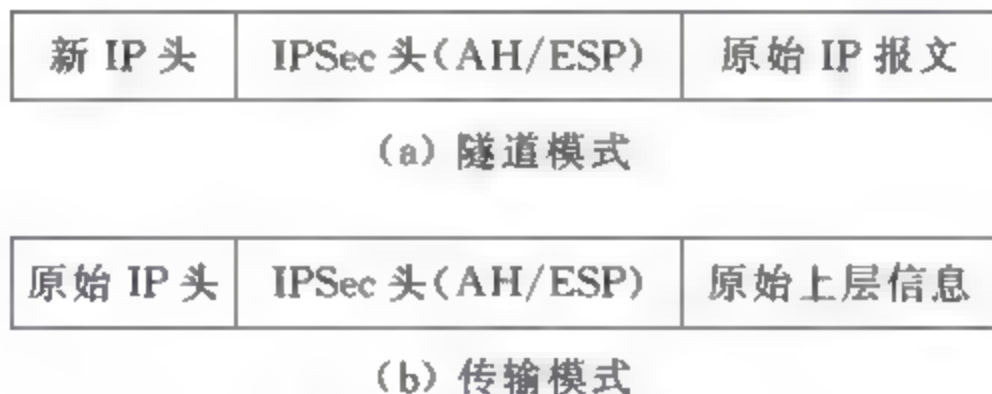 新 IP 头 IPSec 头(AH/ESP) 原始 IP 报文
(a) 隧道模式
原始 IP 头 IPSec 头(AH/ESP) 原始上层信息
(b) 传输模式